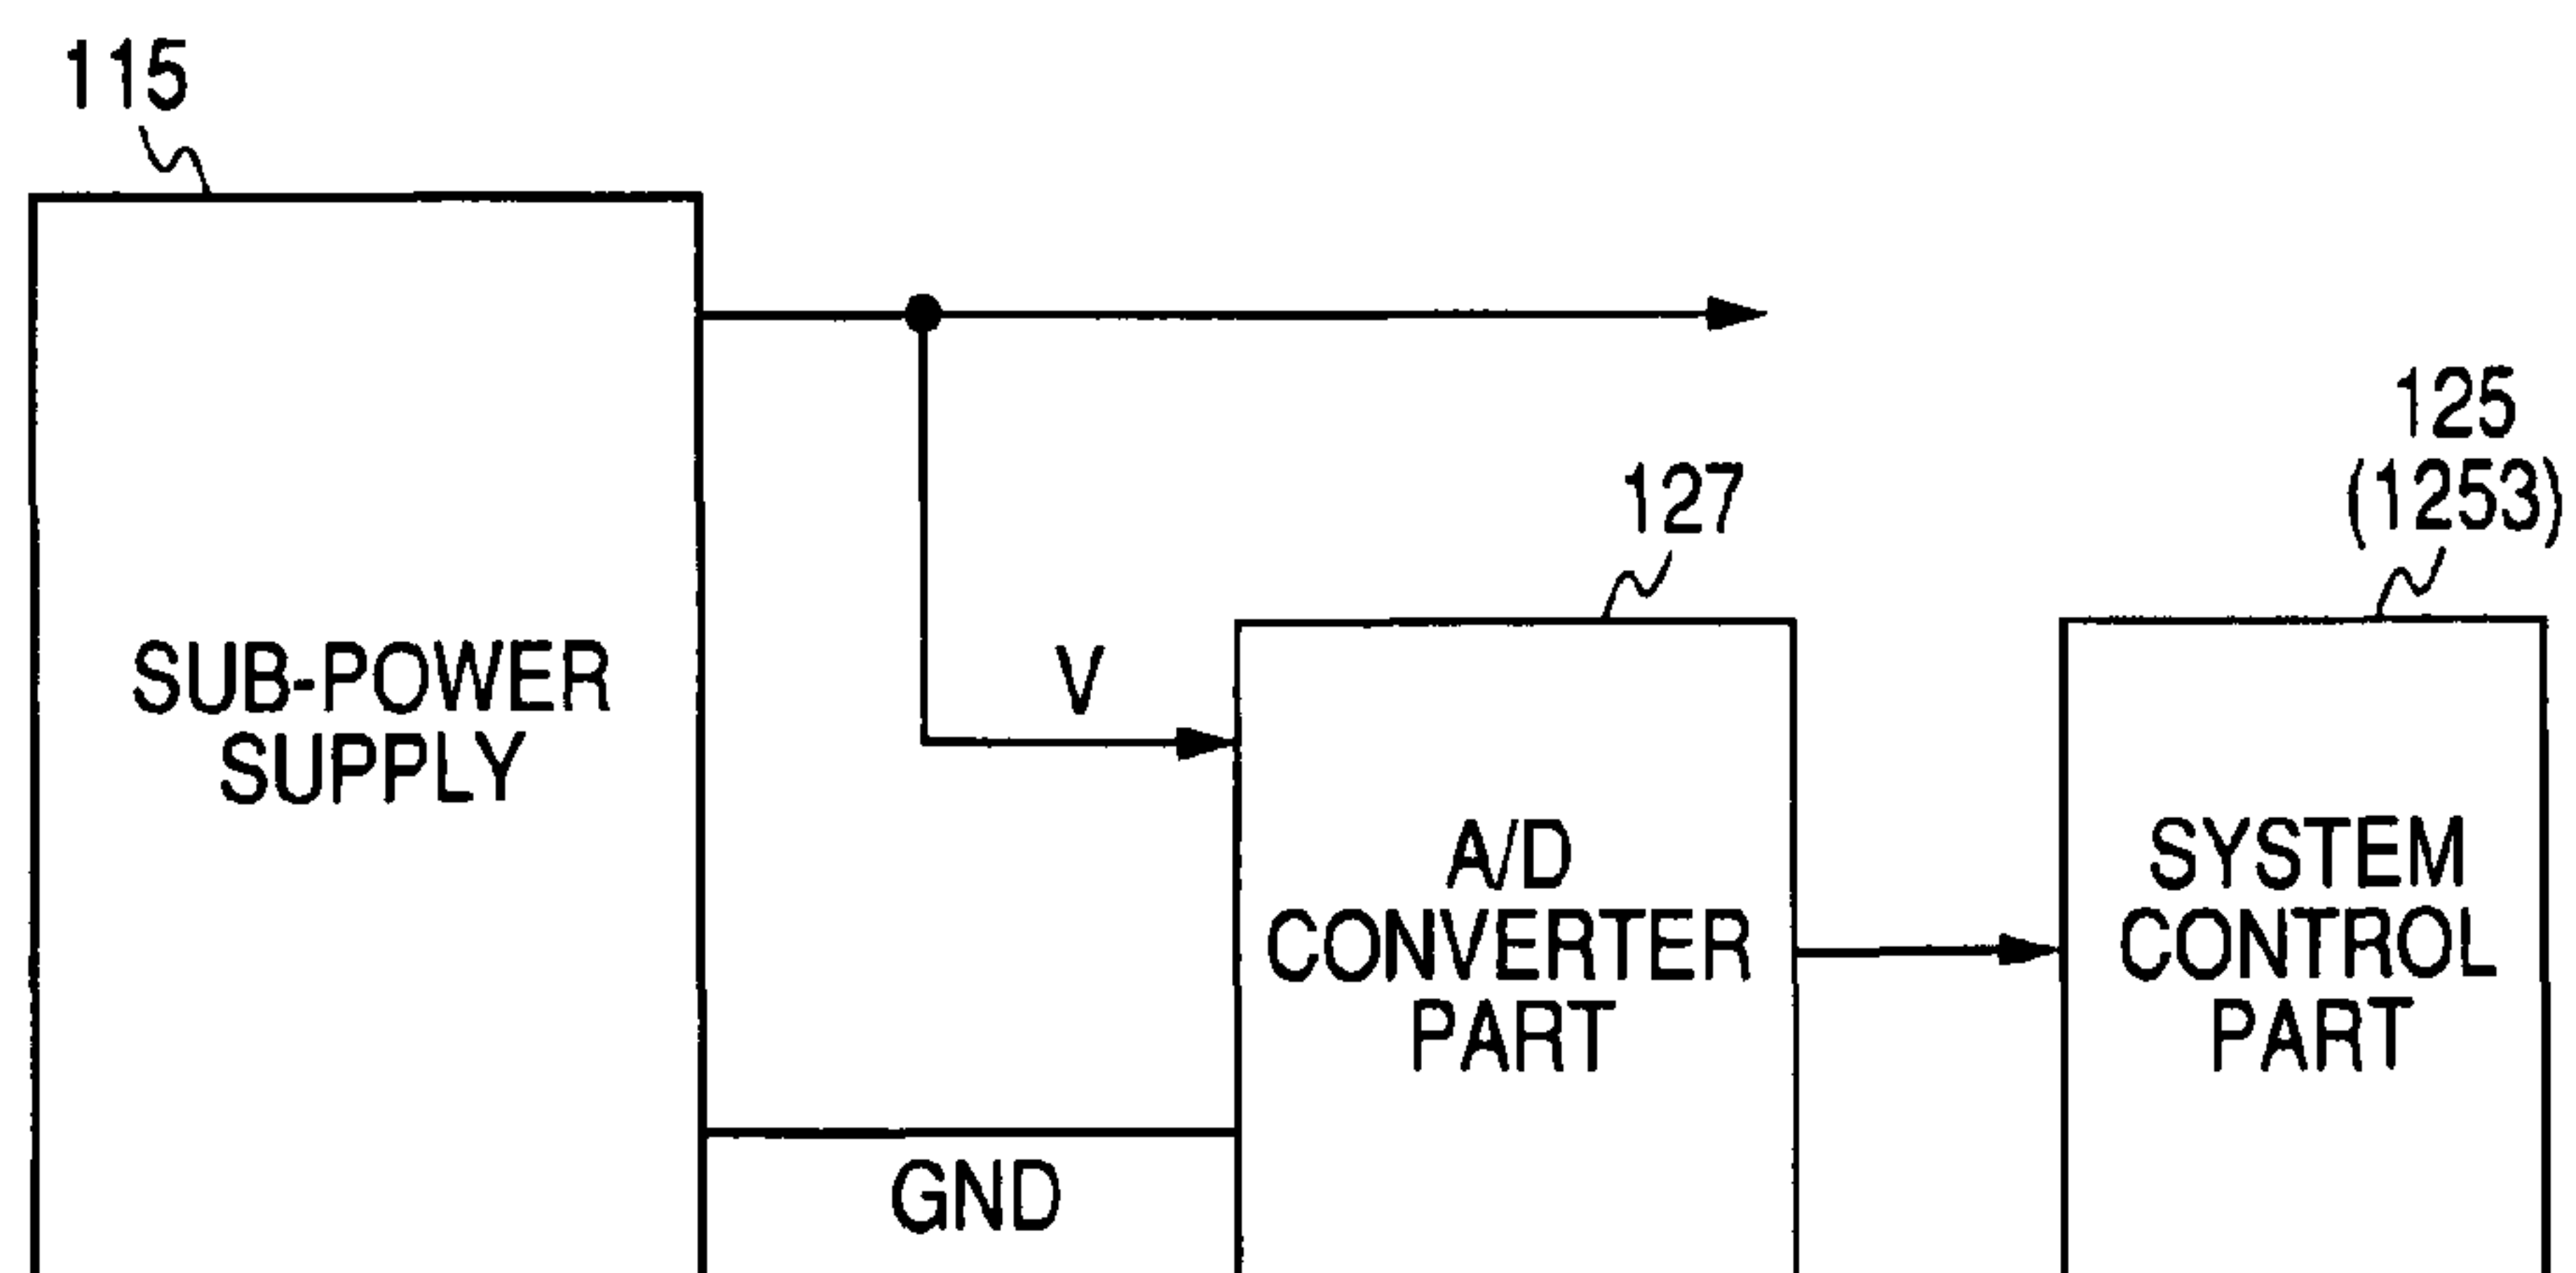 115
125
(1253)
127
SUB-POWER
SUPPLY
V
A/D
CONVERTER
PART
SYSTEM
CONTROL
PART
GND